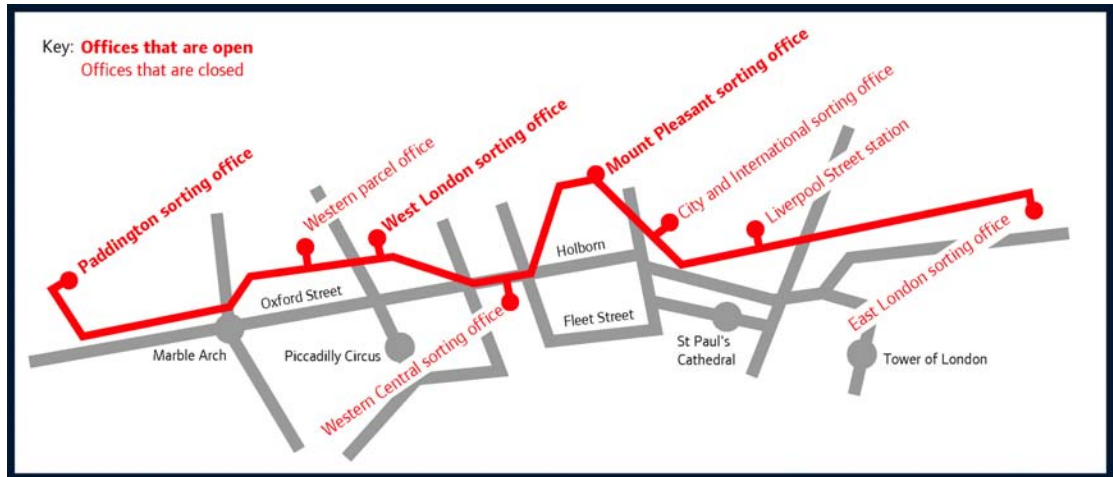 Key: Offices that are open
Offices that are closed
Paddington sorting office
Western parcel office
West London sorting office
Mount Pleasant sorting office
City and International sorting office
Liverpool Street station
Holborn
Oxford Street
Fleet Street
Marble Arch
Piccadilly Circus
Western Central sorting office
St Paul's
Cathedral
East London sorting office
Tower of London